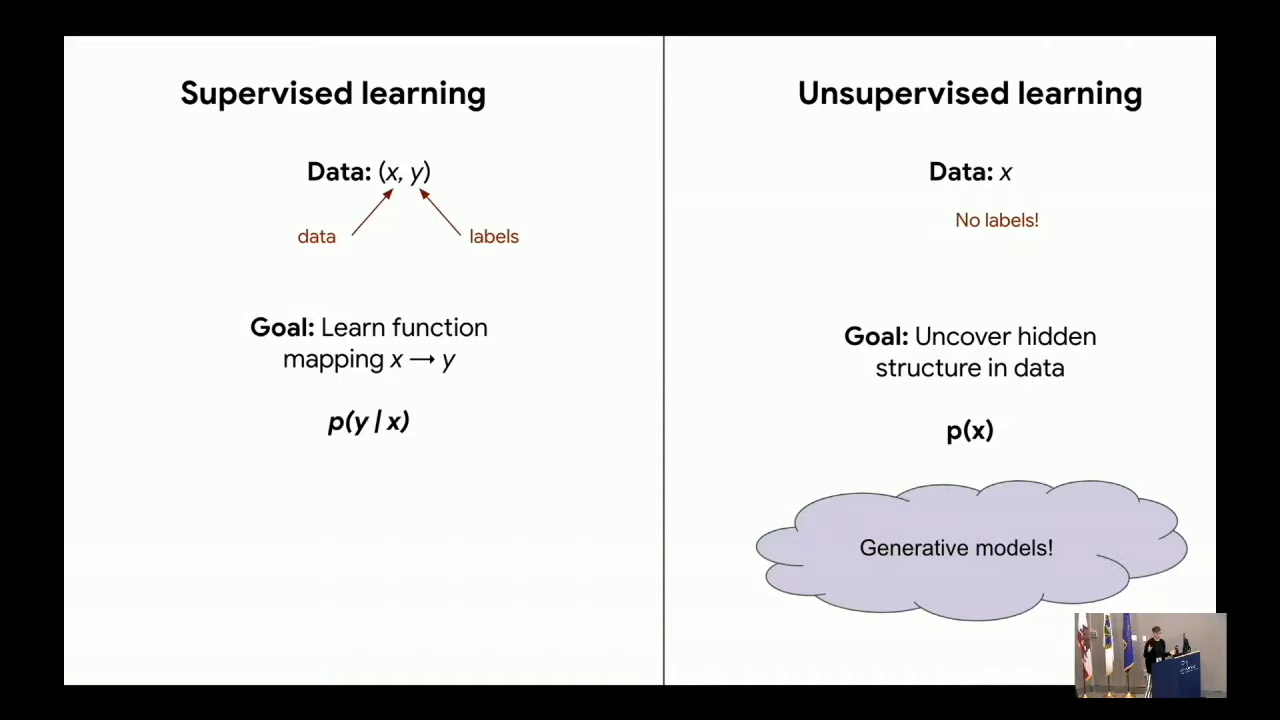 Supervised learning
Data: (x, y)
data
labels
Goal: Learn function
mapping x → y
p(y | x)
Unsupervised learning
Data: x
No labels!
Goal: Uncover hidden
structure in data
p(x)
Generative models!